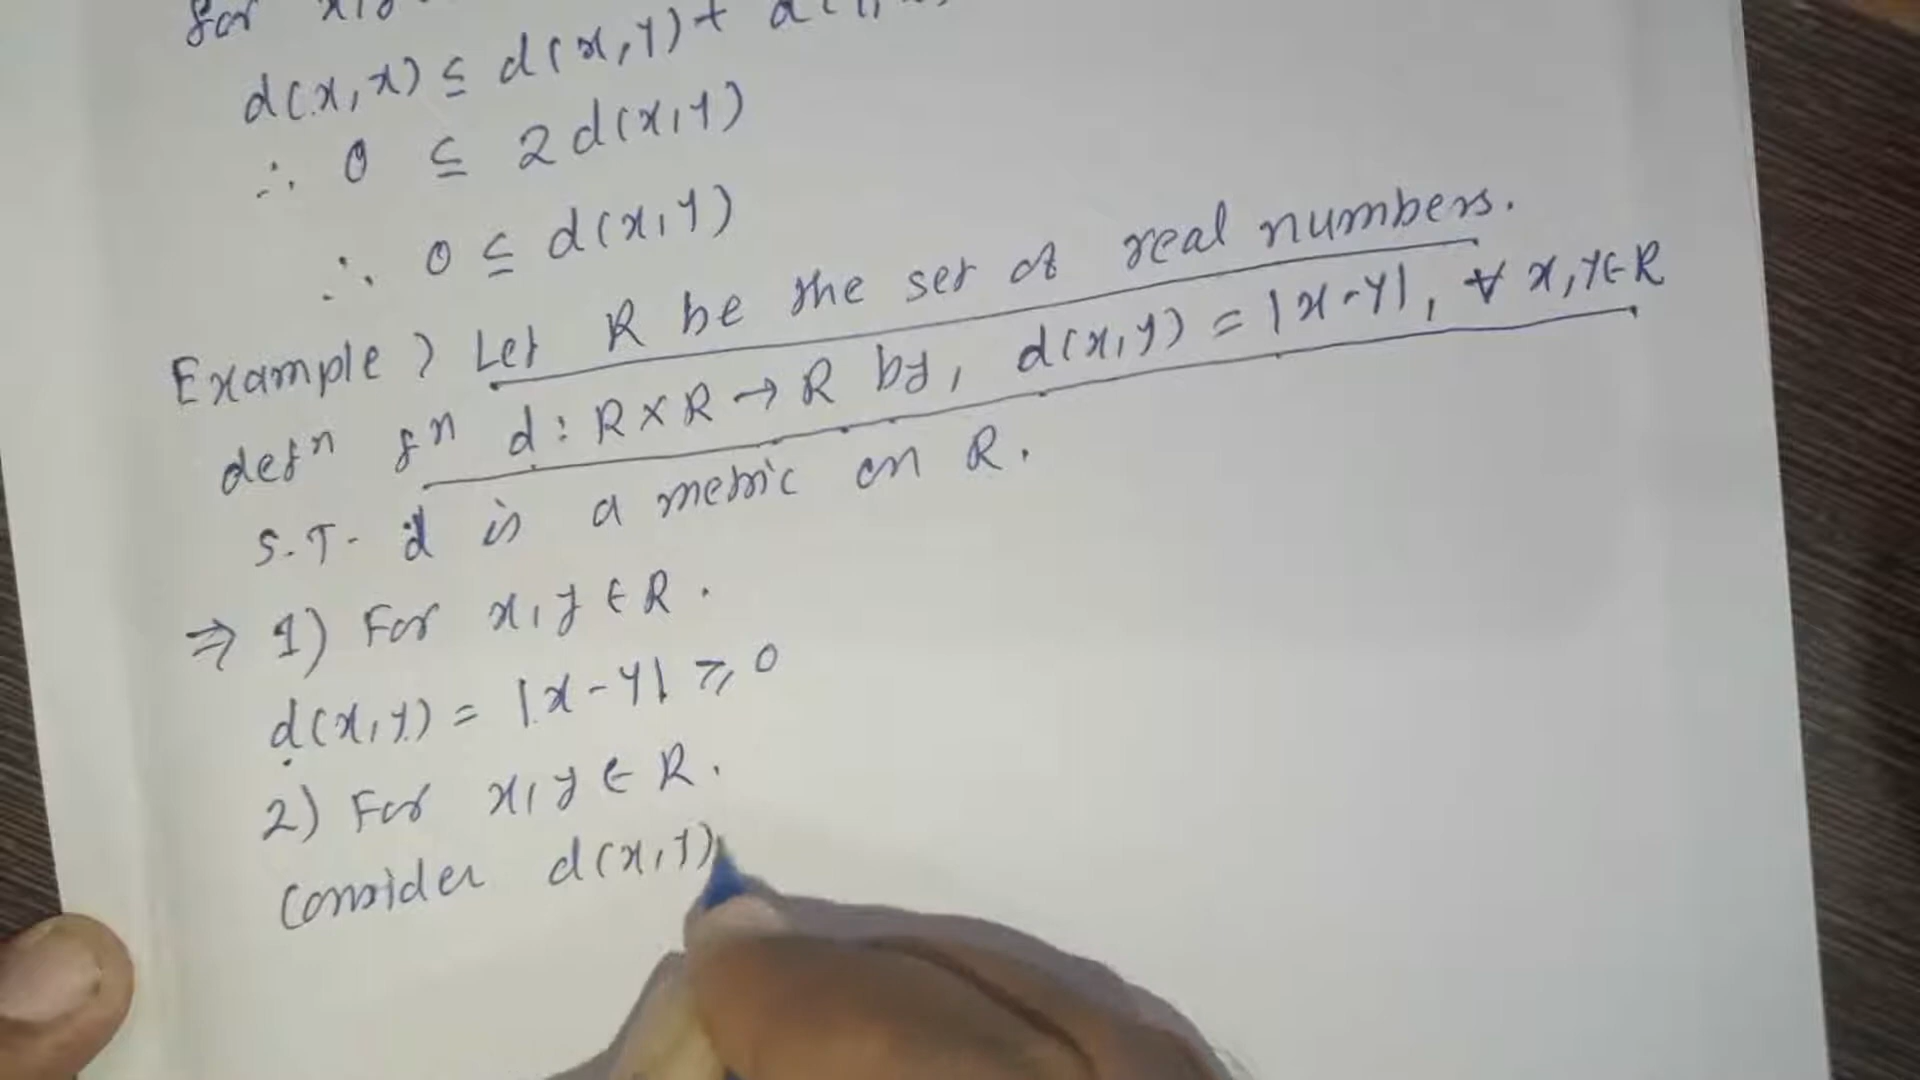 for x,y
d(x,x) ≤ d(x,y) + d(
∴ 0 ≤ 2d(x,y)
∴ 0 ≤ d(x,y)
Example > Let R be the set of real numbers.
defⁿ fⁿ d : R×R → R by, d(x,y) = |x-y|, ∀ x,y∈R
S.T. d is a metric on R.
⇒ 1) For x,y ∈ R.
d(x,y) = |x-y| ≥ 0
2) For x,y ∈ R.
Consider d(x,y)